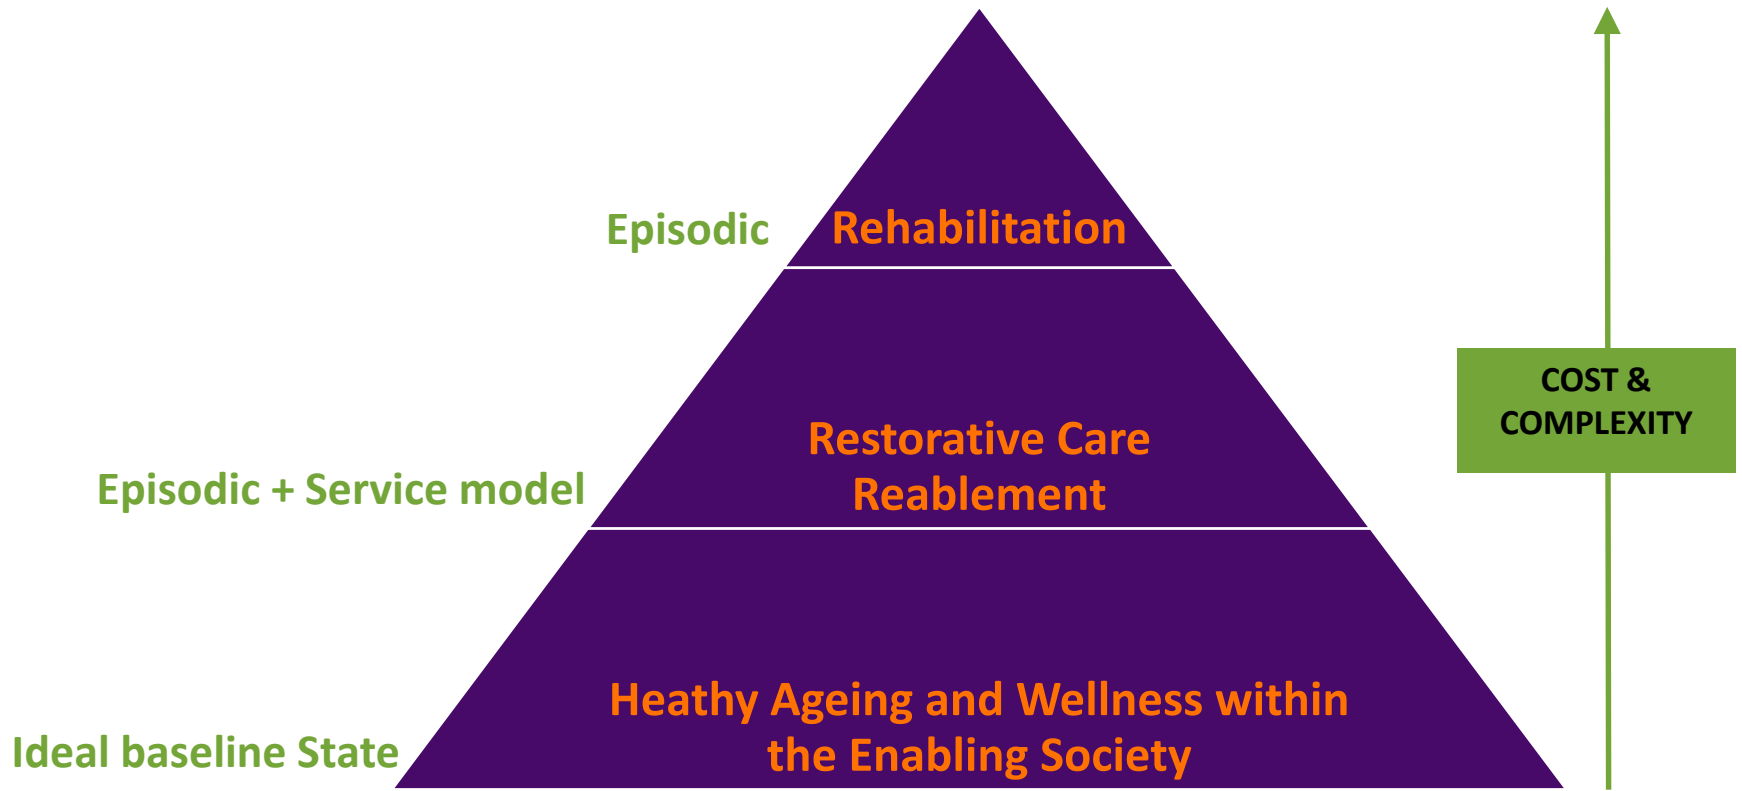 Episodic
Rehabilitation
COST &
COMPLEXITY
Restorative Care
Reablement
Episodic + Service model
Heathy Ageing and Wellness within
the Enabling Society
Ideal baseline State